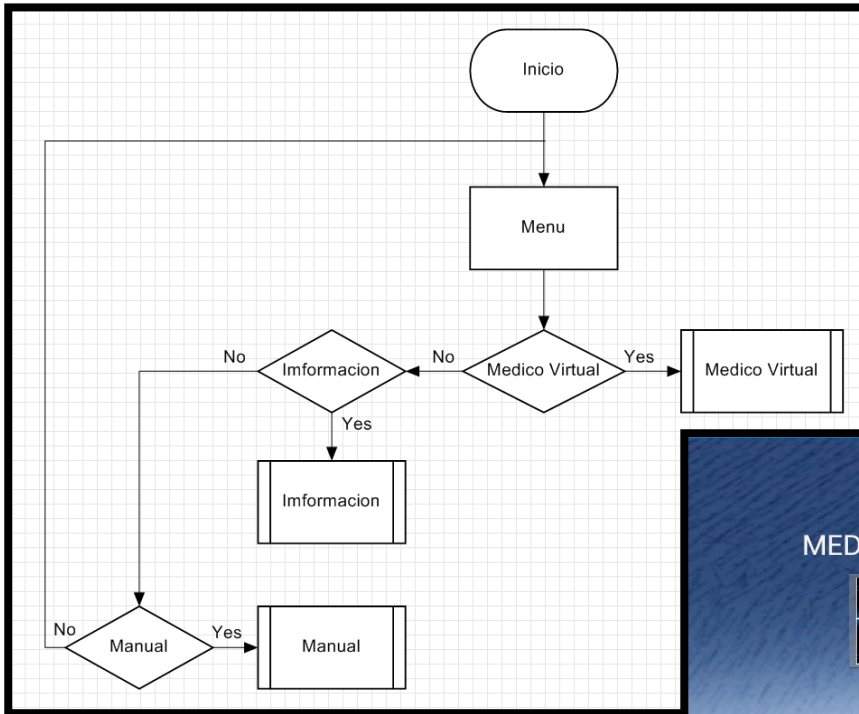 Inicio
Menu
No
Imformacion
No
Medico Virtual
Yes
Medico Virtual
Yes
Imformacion
No
Manual
Yes
Manual
MED